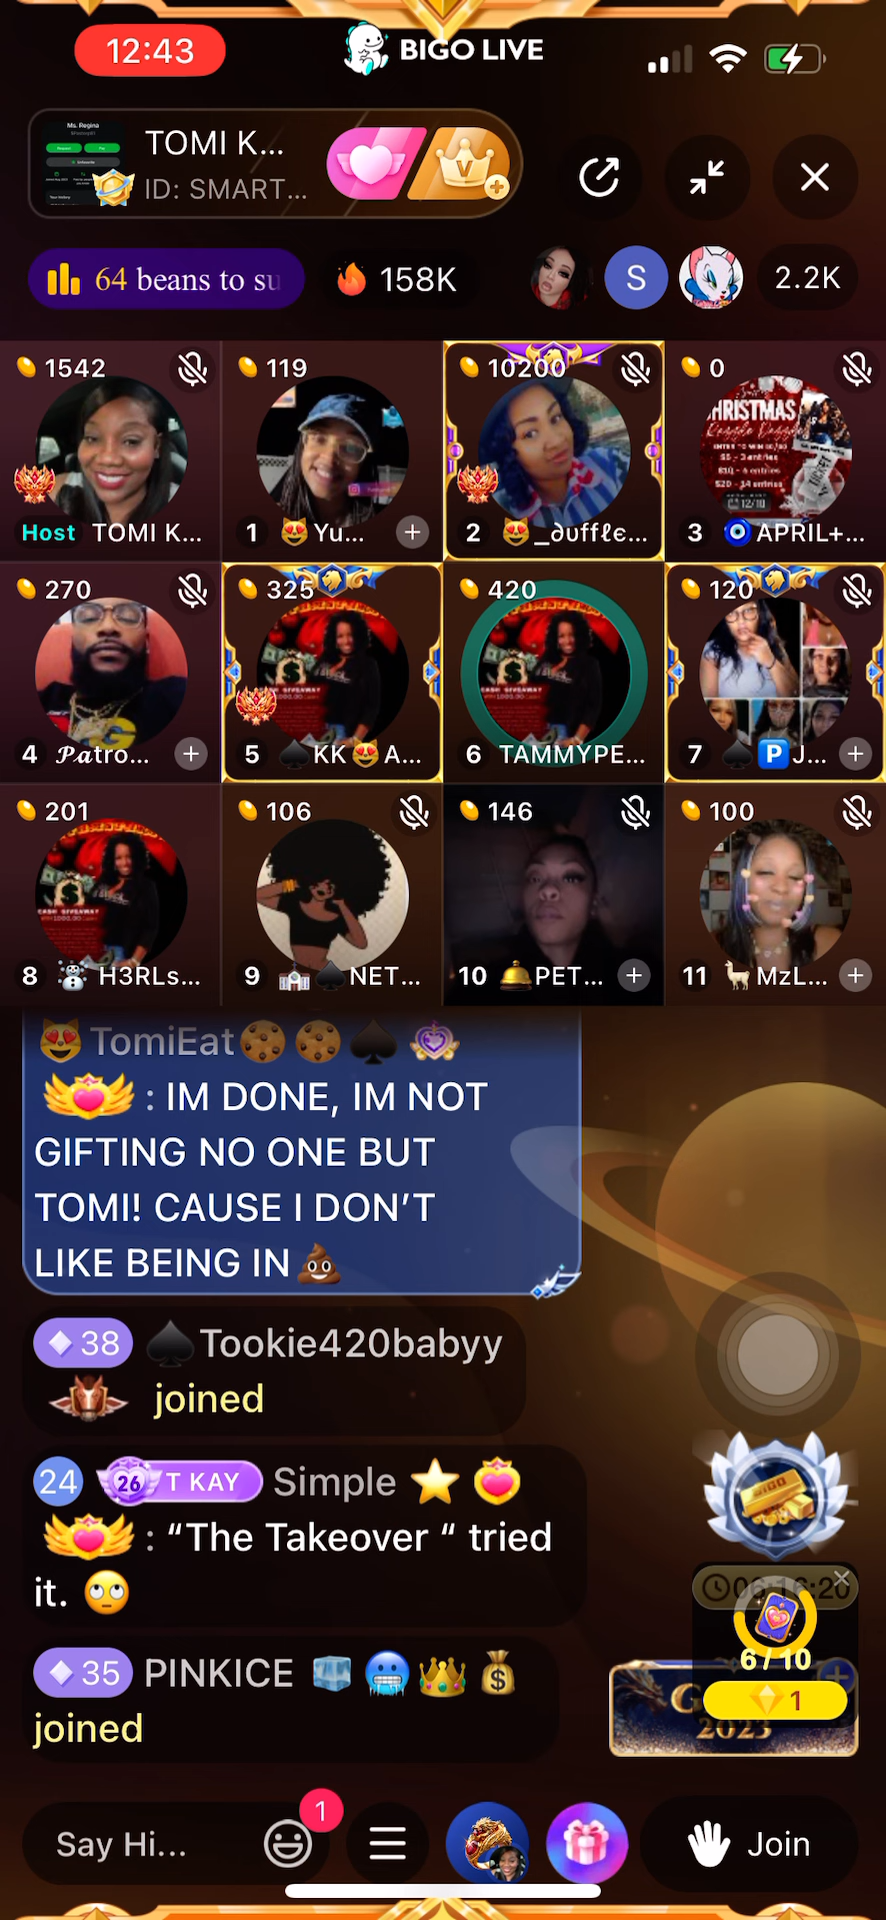 12:43
BIGO LIVE
Ms. Regina
TOMI K...
ID: SMART...
V
64 beans to su
158K
S
2.2K
1542
119
10200
0
HRISTMAS
Host TOMI K...
1 😻Yu...
2 😻_∂υffℓє...
3 🧿APRIL+...
270
325
420
120
4 𝒫𝒶tro...
5 ♠️KK😻A...
6 TAMMYPE...
7 ♠️🅿️J...
201
106
146
100
8 ☃️H3RLs...
9 🏫♠️NET...
10 🛎️PET...
11 🦙MzL...
😻TomiEat🍪🍪♠️
: IM DONE, IM NOT
GIFTING NO ONE BUT
TOMI! CAUSE I DON'T
LIKE BEING IN💩
38 ♠️Tookie420babyy
joined
24 26 T KAY Simple ⭐
: “The Takeover “ tried
it. 🙄
35 PINKICE 🧊🥶👑💰
joined
6/10
1
2023
Say Hi...
1
Join